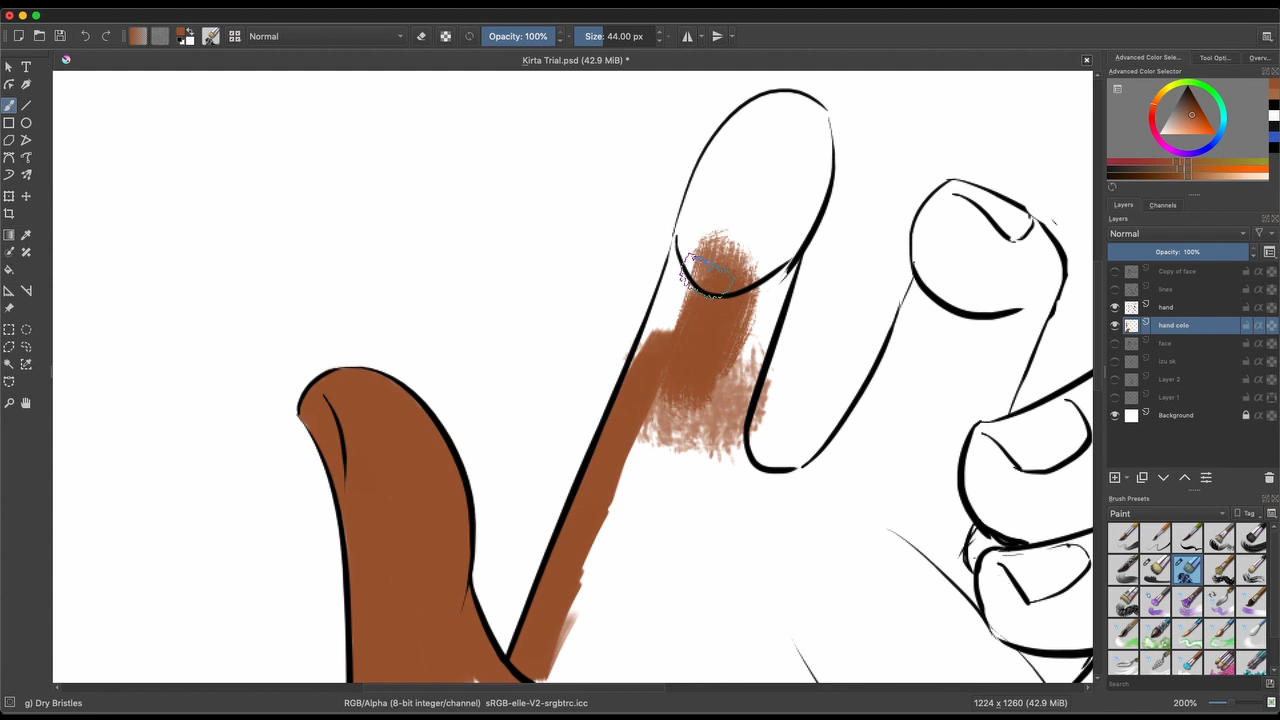 Normal
Opacity: 100%
Size: 44.00 px
Kirta Trial.psd (42.9 MiB) *
Advanced Color Sele...
Tool Opti...
Overv...
Advanced Color Selector
Layers
Channels
Layers
Normal
Opacity: 100%
Copy of face
lines
hand
hand colo
face
izu sk
Layer 2
Layer 1
Background
Brush Presets
Paint
Tag
Search
g) Dry Bristles
RGB/Alpha (8-bit integer/channel) sRGB-elle-V2-srgbtrc.icc
1224 x 1260 (42.9 MiB)
200%